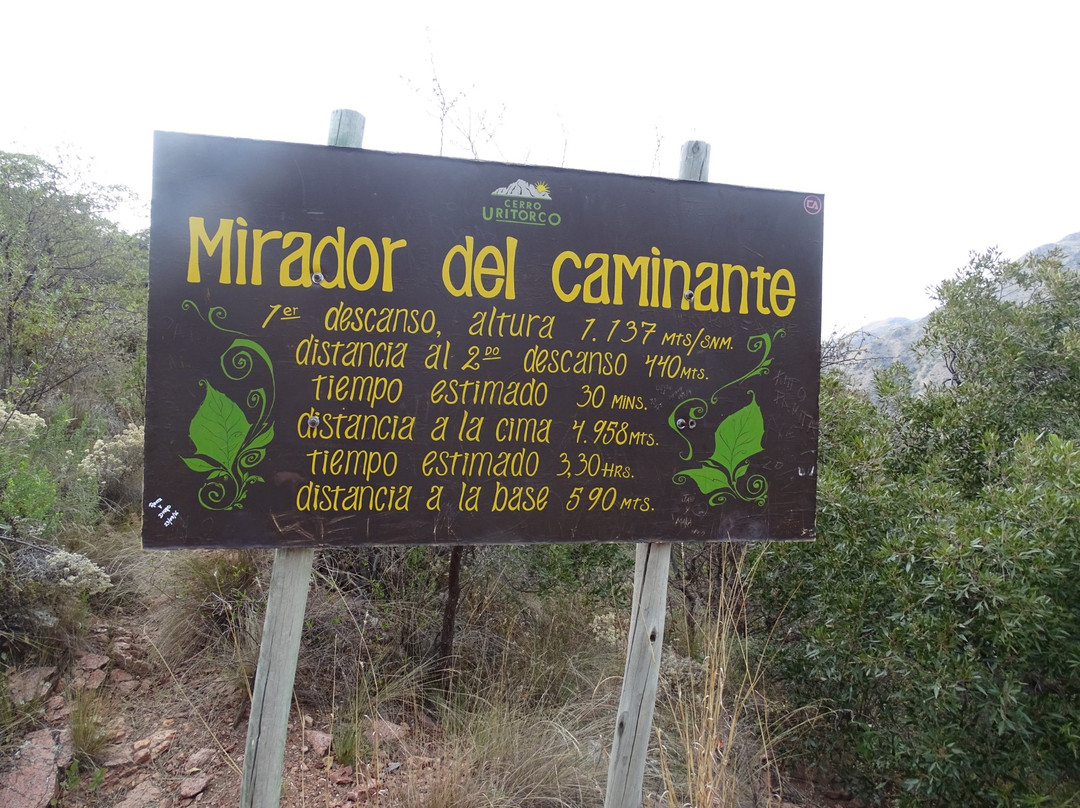 CERRO
URITORCO
CA
Mirador del caminante
1er descanso, altura 1.137 MTS/SNM.
distancia al 2DO descanso 440MTS.
tiempo estimado 30 MINS.
distancia a la cima 4.958MTS.
tiempo estimado 3,30HRS.
distancia a la base 590 MTS.